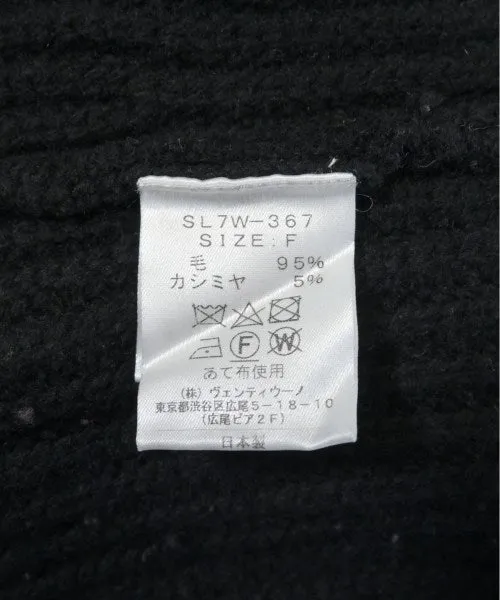 SL7W-367
SIZE:F
毛 95%
カシミヤ 5%
F W
あて布使用
(株)ヴェンティウーノ
東京都渋谷区広尾5-18-10
(広尾ピア2F)
日本製